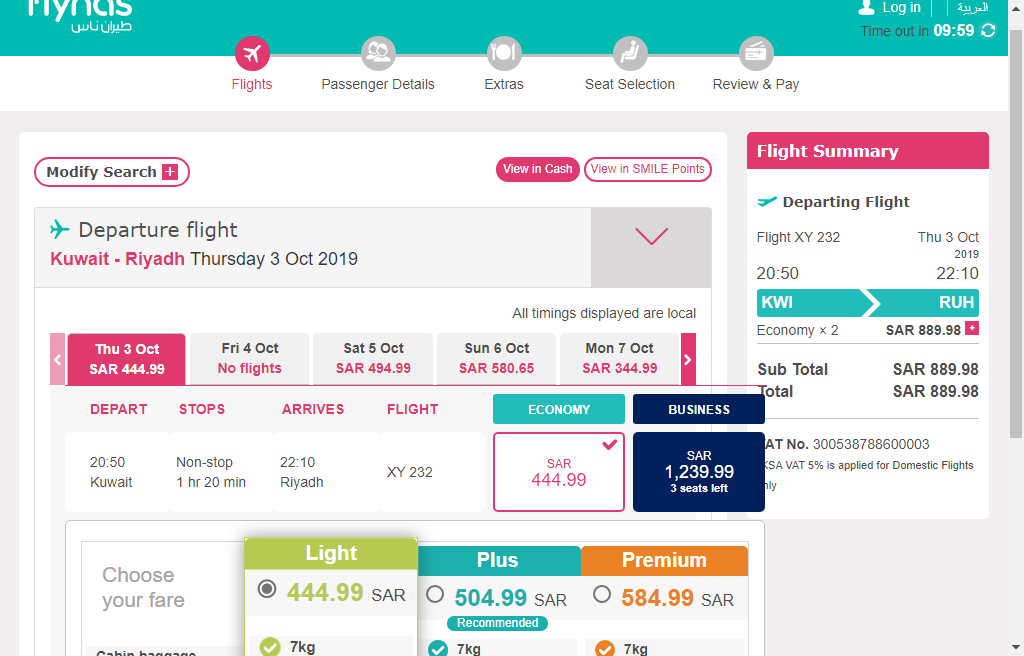 flynas
طيران ناس
Log in
العربية
Time out in 09:59
Flights
Passenger Details
Extras
Seat Selection
Review & Pay
Modify Search +
View in Cash
View in SMILE Points
Departure flight
Kuwait - Riyadh Thursday 3 Oct 2019
All timings displayed are local
Thu 3 Oct
SAR 444.99
Fri 4 Oct
No flights
Sat 5 Oct
SAR 494.99
Sun 6 Oct
SAR 580.65
Mon 7 Oct
SAR 344.99
DEPART STOPS ARRIVES FLIGHT ECONOMY BUSINESS
20:50
Kuwait
Non-stop
1 hr 20 min
22:10
Riyadh
XY 232
SAR
444.99
SAR
1,239.99
3 seats left
Choose
your fare
Light
444.99 SAR
Plus
504.99 SAR
Recommended
Premium
584.99 SAR
Cabin baggage
7kg
7kg
7kg
Flight Summary
Departing Flight
Flight XY 232 Thu 3 Oct
2019
20:50 22:10
KWI RUH
Economy × 2 SAR 889.98 +
Sub Total SAR 889.98
Total SAR 889.98
AT No. 300538788600003
KSA VAT 5% is applied for Domestic Flights
nly